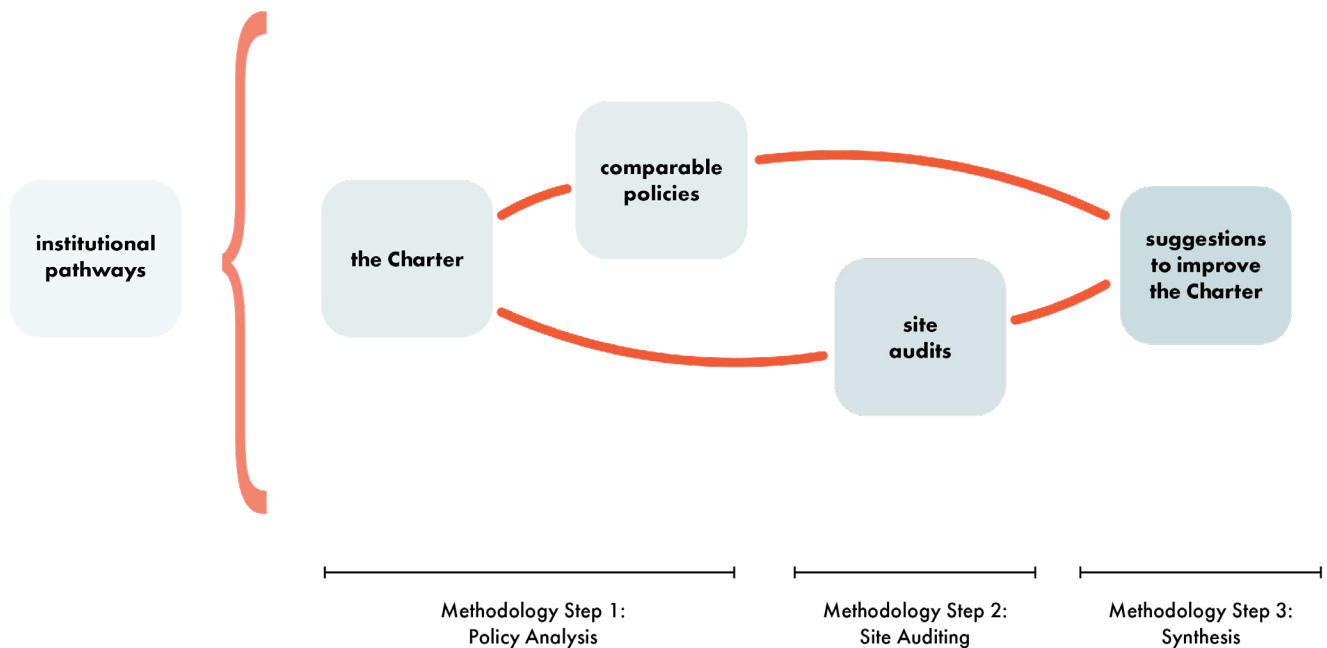 institutional
pathways
the Charter
comparable
policies
site
audits
suggestions
to improve
the Charter
Methodology Step 1:
Policy Analysis
Methodology Step 2:
Site Auditing
Methodology Step 3:
Synthesis